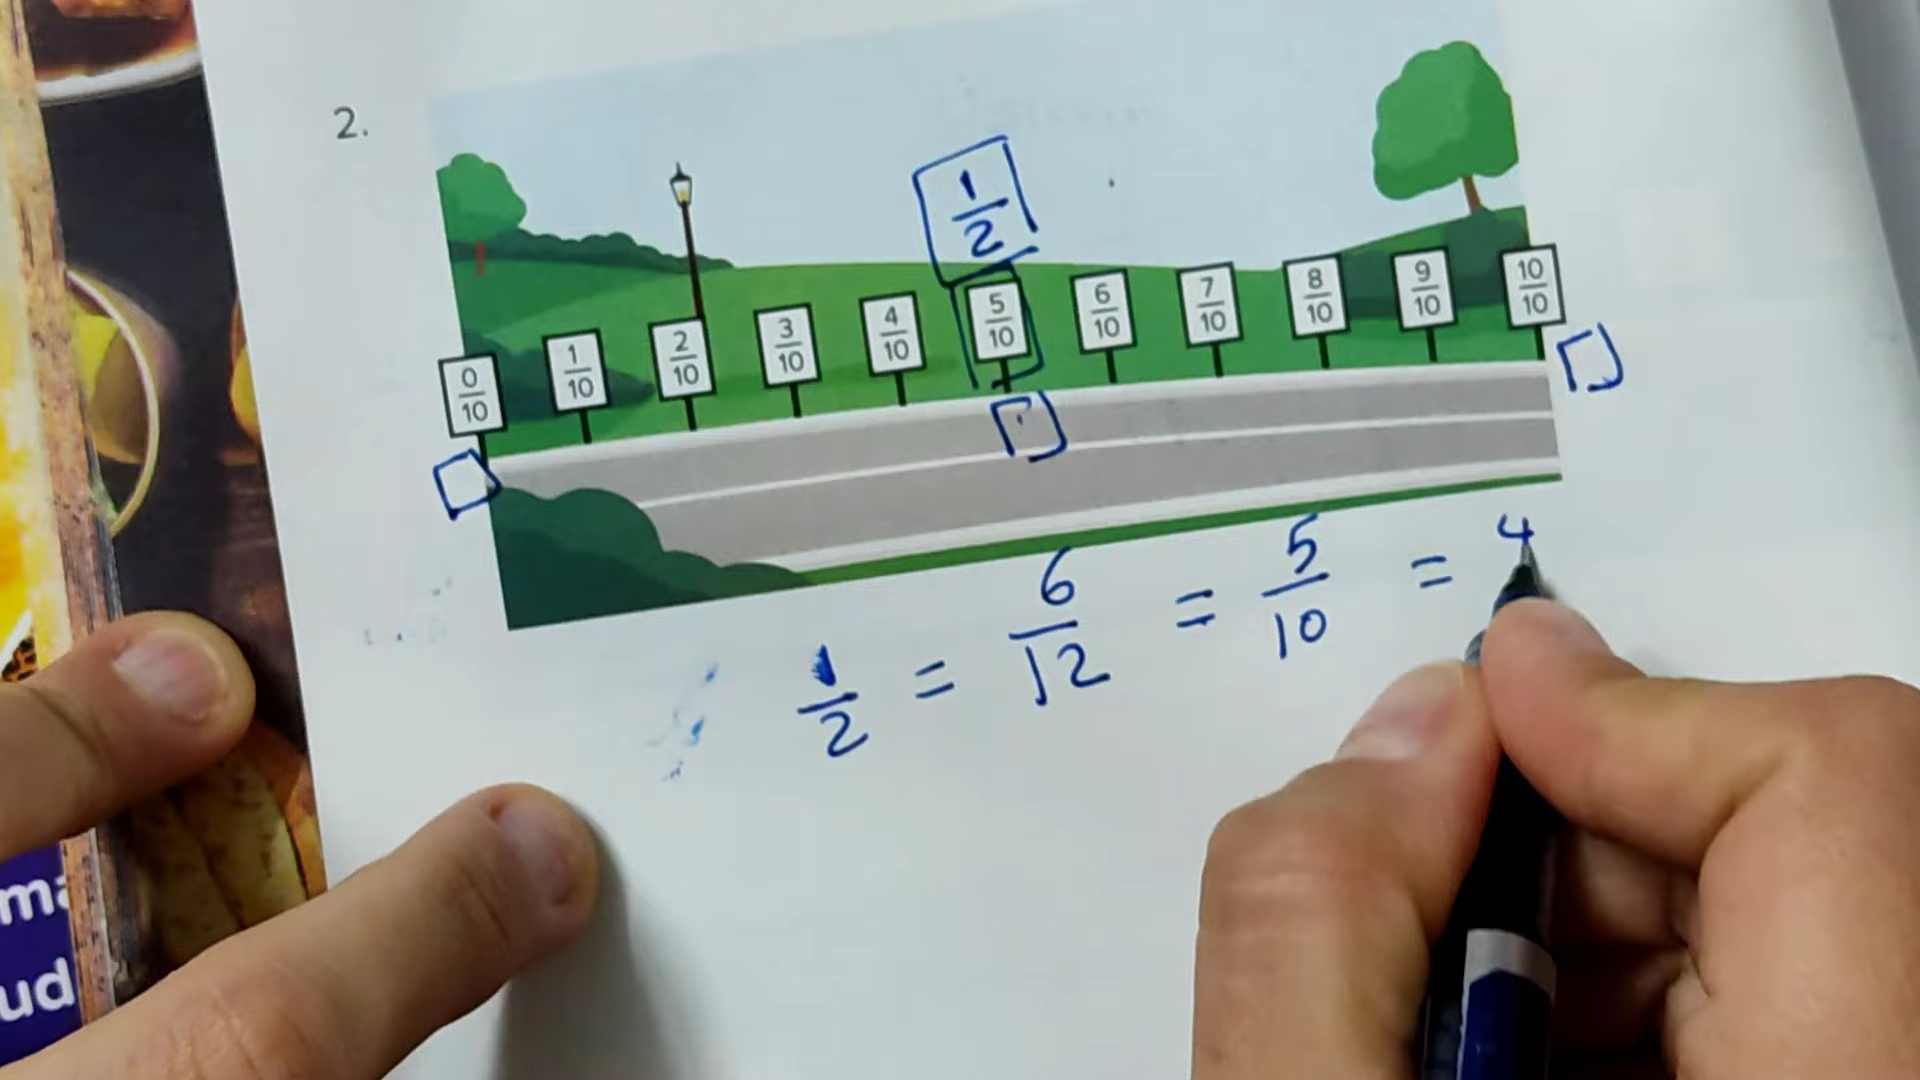 2.
1/2
0/10 1/10 2/10 3/10 4/10 5/10 6/10 7/10 8/10 9/10 10/10
1/2 = 6/12 = 5/10 = 4
ma
ud